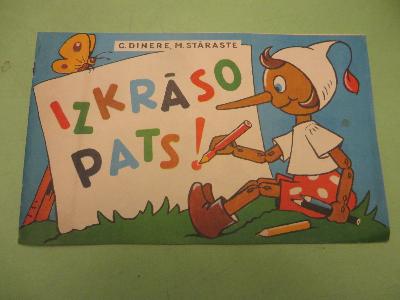 C. DINERE, M. STĀRASTE
IZKRĀSO
PATS!